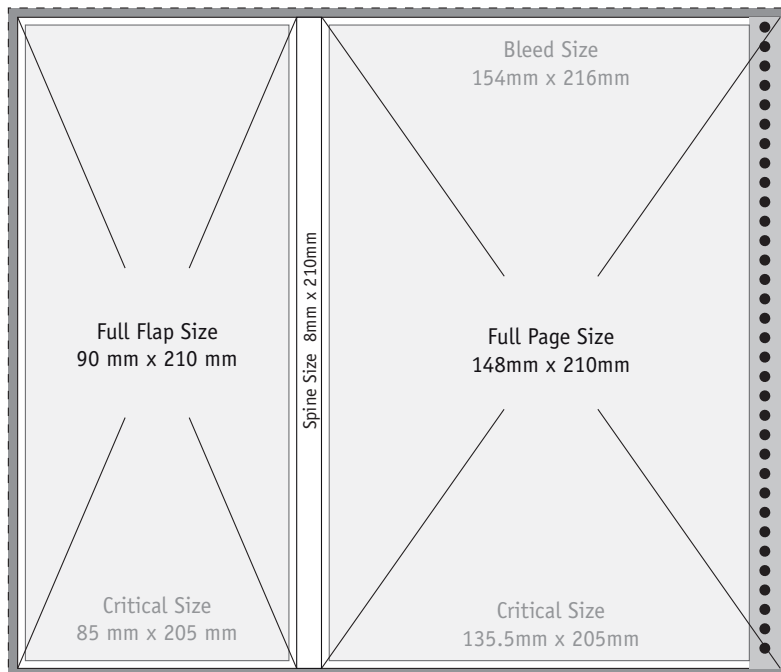 Bleed Size
154mm x 216mm
Full Flap Size
90 mm x 210 mm
Spine Size  8mm x 210mm
Full Page Size
148mm x 210mm
Critical Size
85 mm x 205 mm
Critical Size
135.5mm x 205mm